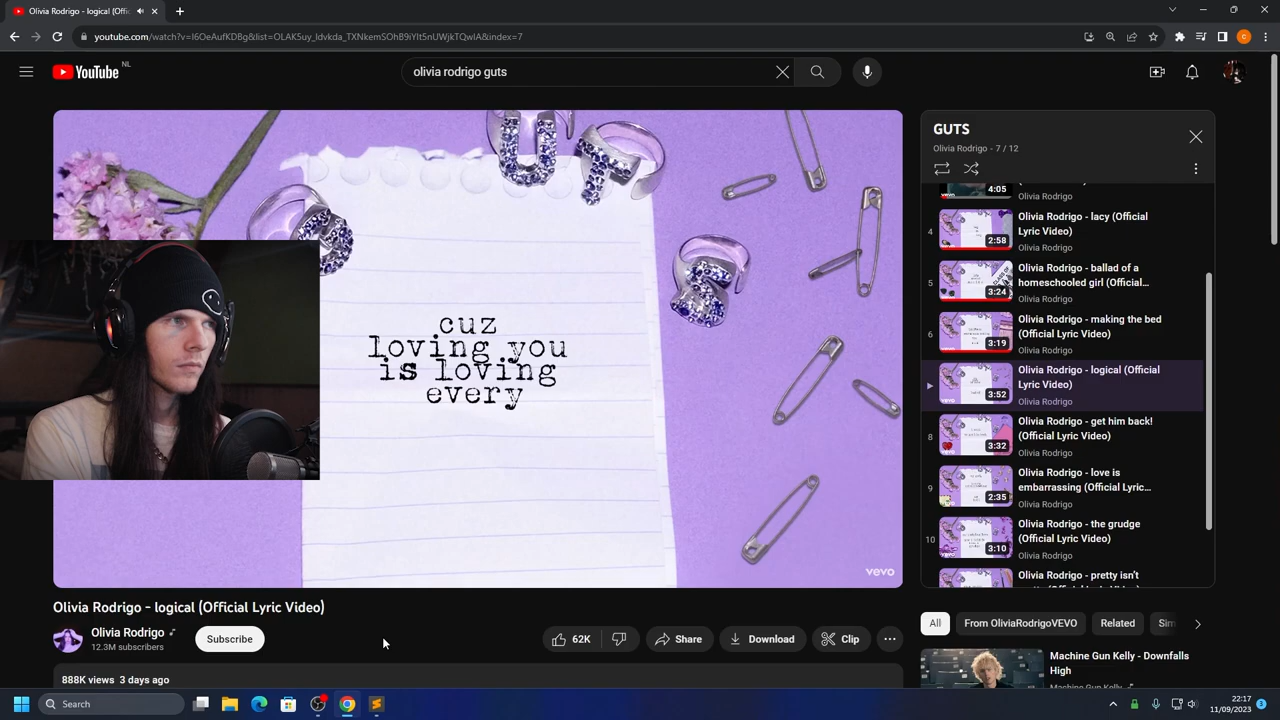 Olivia Rodrigo - logical (Offic
youtube.com/watch?v=I6OeAufKDBg&list=OLAK5uy_ldvkda_TXNkemSOhB9iYlt5nUWjkTQwIA&index=7
C
YouTube
NL
olivia rodrigo guts
U
T
S
cuz
loving you
is loving
every
vevo
GUTS
Olivia Rodrigo - 7 / 12
4:05
Olivia Rodrigo
4
Olivia Rodrigo - lacy (Official
Lyric Video)
2:58
Olivia Rodrigo
5
Olivia Rodrigo - ballad of a
homeschooled girl (Official…
3:24
Olivia Rodrigo
6
Olivia Rodrigo - making the bed
(Official Lyric Video)
3:19
Olivia Rodrigo
Olivia Rodrigo - logical (Official
Lyric Video)
3:52
Olivia Rodrigo
8
Olivia Rodrigo - get him back!
(Official Lyric Video)
3:32
Olivia Rodrigo
9
Olivia Rodrigo - love is
embarrassing (Official Lyric…
2:35
Olivia Rodrigo
10
Olivia Rodrigo - the grudge
(Official Lyric Video)
3:10
Olivia Rodrigo
Olivia Rodrigo - pretty isn't
Olivia Rodrigo - logical (Official Lyric Video)
Olivia Rodrigo
12.3M subscribers
Subscribe
62K
Share
Download
Clip
888K views 3 days ago
All
From OliviaRodrigoVEVO
Related
Sim
Machine Gun Kelly - Downfalls
High
Machine Gun Kelly
Search
22:17
11/09/2023
3